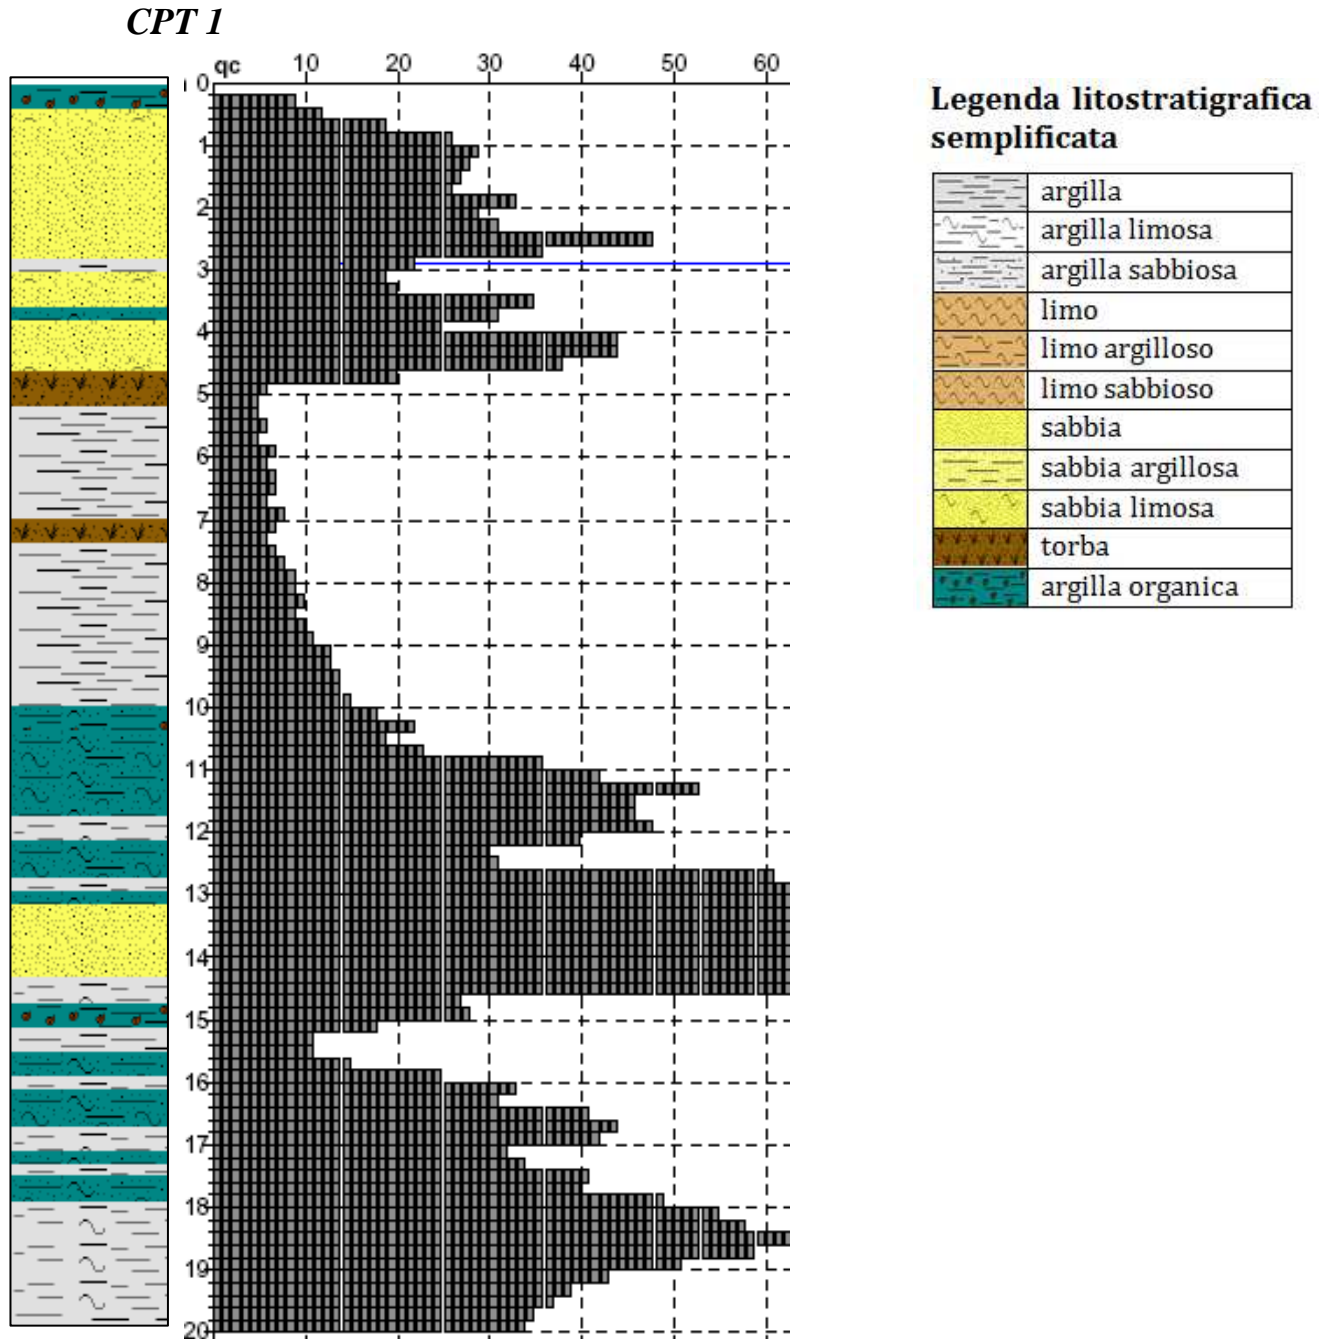 CPT 1
qc 10 20 30 40 50 60
0
1
2
3
4
5
6
7
8
9
10
11
12
13
14
15
16
17
18
19
20
Legenda litostratigrafica
semplificata
argilla
argilla limosa
argilla sabbiosa
limo
limo argilloso
limo sabbioso
sabbia
sabbia argillosa
sabbia limosa
torba
argilla organica